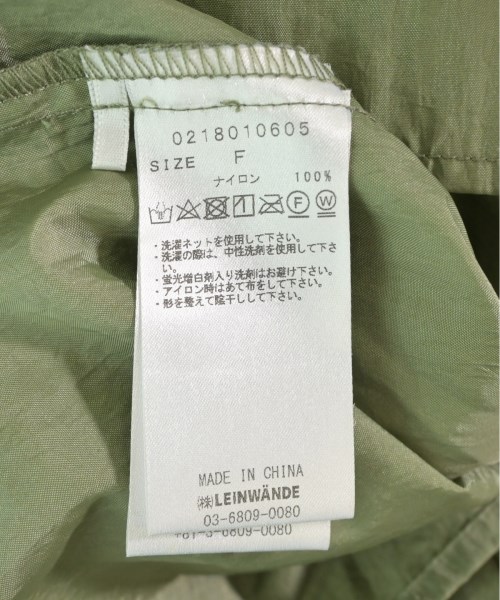 0218010605
SIZE F
ナイロン 100%
F W
・洗濯ネットを使用して下さい。
・洗濯の際は、中性洗剤を使用して下さ
い。
・蛍光増白剤入り洗剤はお避け下さい。
・アイロン時はあて布をして下さい。
・形を整えて陰干しして下さい。
MADE IN CHINA
㈱LEINWÄNDE
03-6809-0080
+81-3-6809-0080